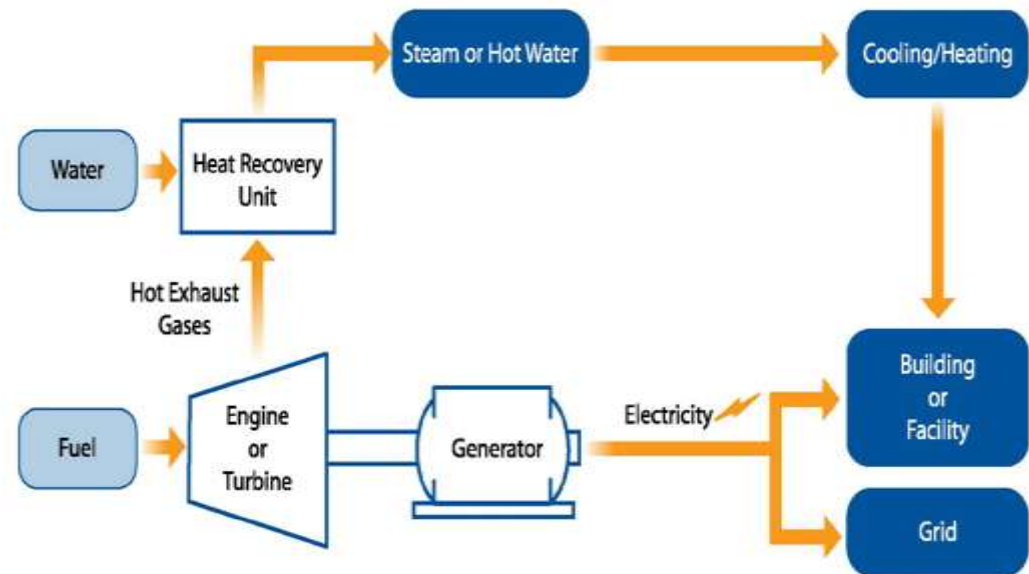 Steam or Hot Water
Cooling/Heating
Water
Heat Recovery
Unit
Hot Exhaust
Gases
Building
or
Facility
Fuel
Engine
or
Turbine
Generator
Electricity
Grid